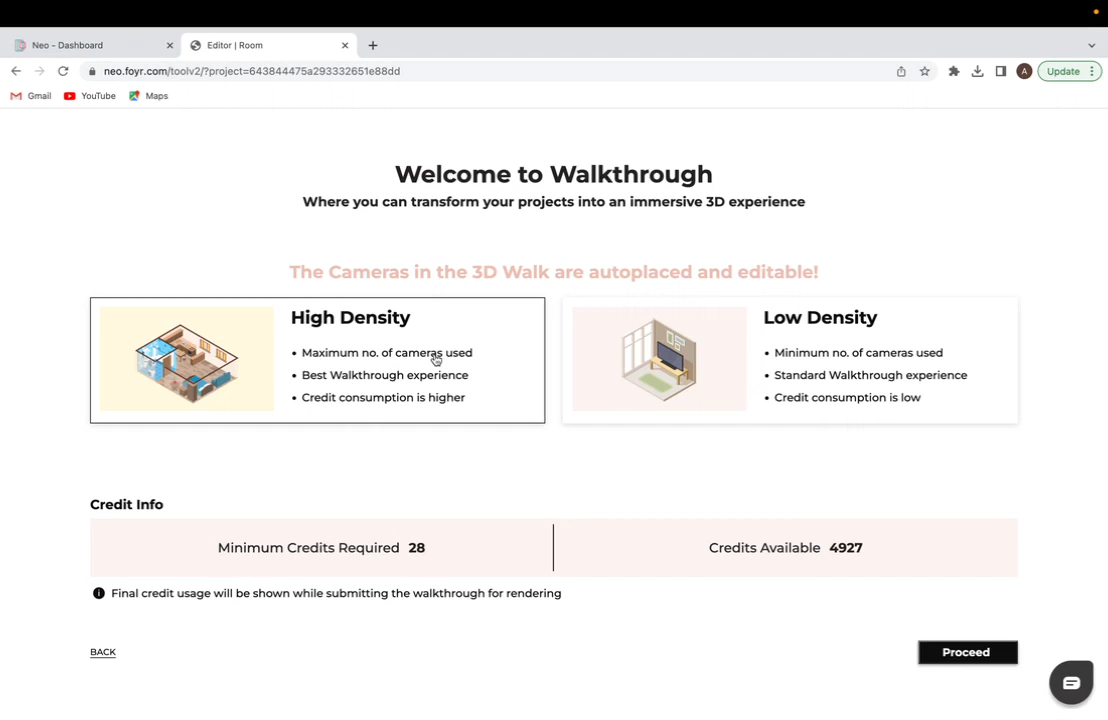 Neo - Dashboard
Editor | Room
neo.foyr.com/toolv2/?project=643844475a293332651e88dd
A
Update
Gmail
YouTube
Maps
Welcome to Walkthrough
Where you can transform your projects into an immersive 3D experience
The Cameras in the 3D Walk are autoplaced and editable!
High Density
• Maximum no. of cameras used
• Best Walkthrough experience
• Credit consumption is higher
Low Density
• Minimum no. of cameras used
• Standard Walkthrough experience
• Credit consumption is low
Credit Info
Minimum Credits Required 28
Credits Available 4927
Final credit usage will be shown while submitting the walkthrough for rendering
BACK
Proceed